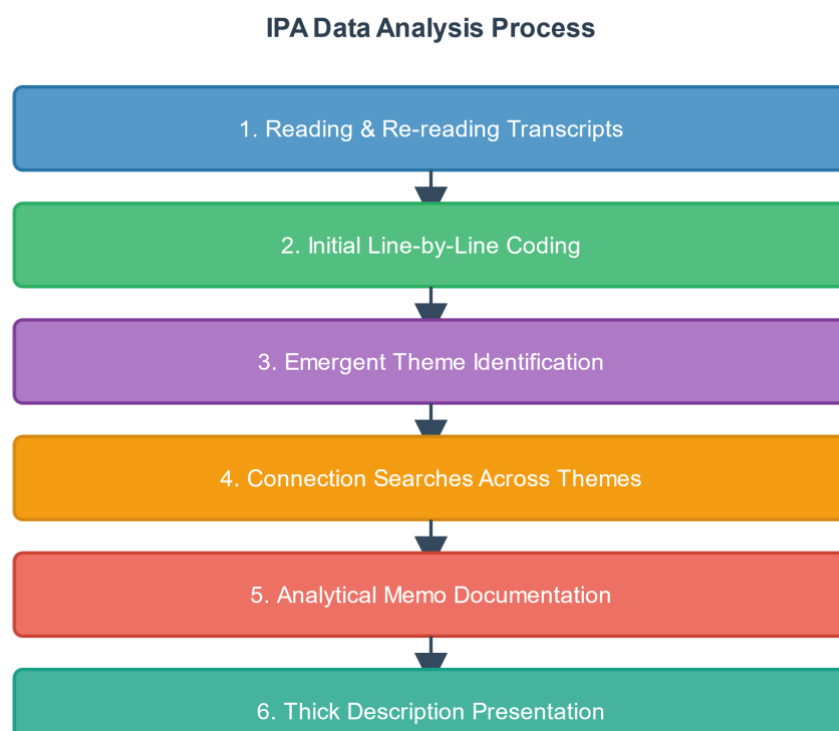 IPA Data Analysis Process
1. Reading & Re-reading Transcripts
2. Initial Line-by-Line Coding
3. Emergent Theme Identification
4. Connection Searches Across Themes
5. Analytical Memo Documentation
6. Thick Description Presentation